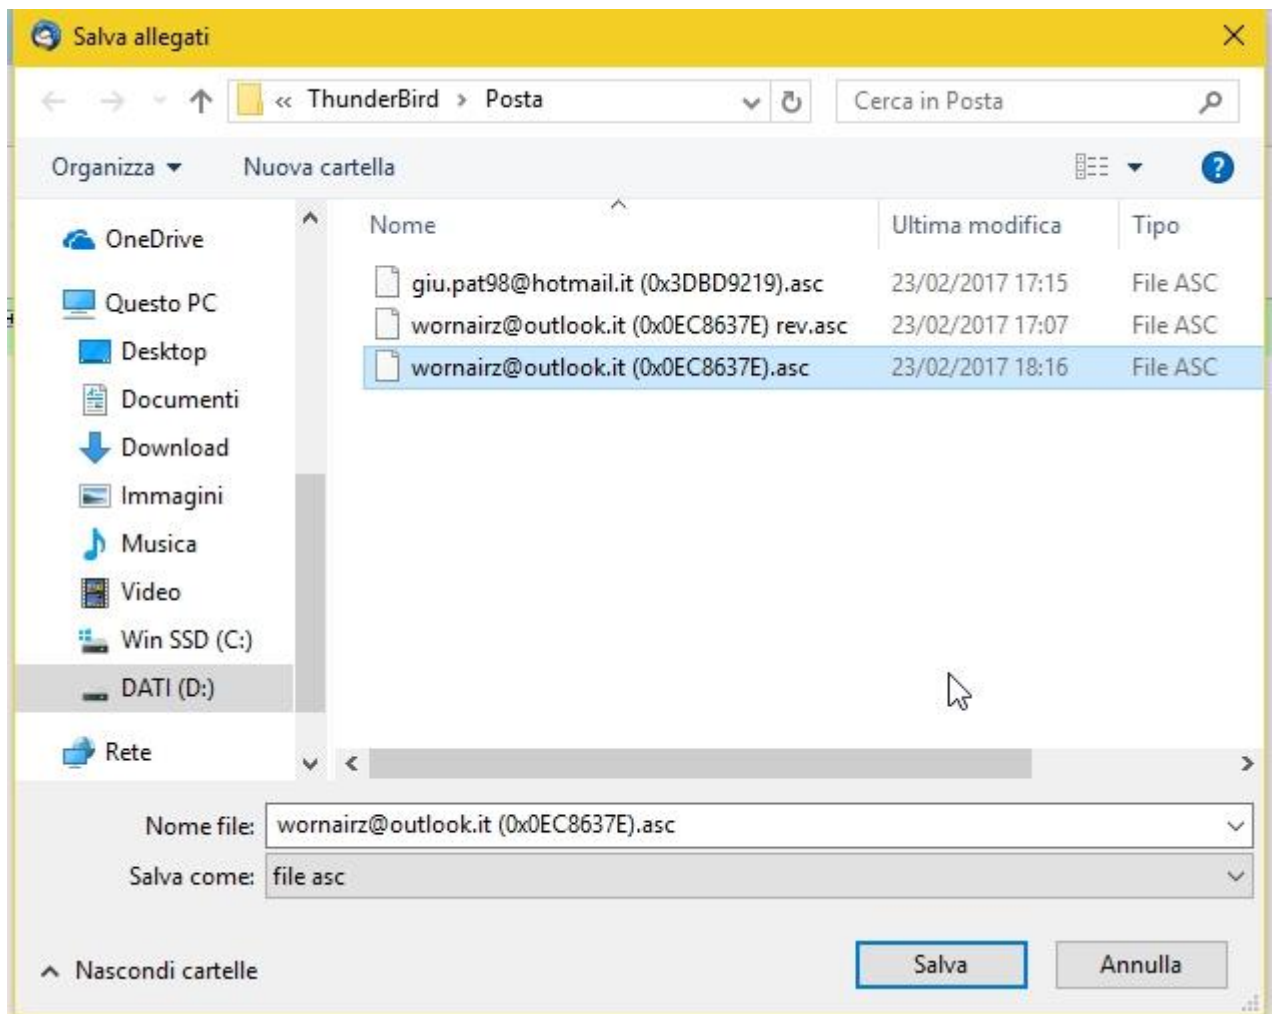 Salva allegati
« ThunderBird > Posta
Cerca in Posta
Organizza
Nuova cartella
?
Nome
Ultima modifica
Tipo
OneDrive
Questo PC
Desktop
Documenti
Download
Immagini
Musica
Video
Win SSD (C:)
DATI (D:)
Rete
giu.pat98@hotmail.it (0x3DBD9219).asc 23/02/2017 17:15 File ASC
wornairz@outlook.it (0x0EC8637E) rev.asc 23/02/2017 17:07 File ASC
wornairz@outlook.it (0x0EC8637E).asc 23/02/2017 18:16 File ASC
Nome file: wornairz@outlook.it (0x0EC8637E).asc
Salva come: file asc
Nascondi cartelle
Salva
Annulla